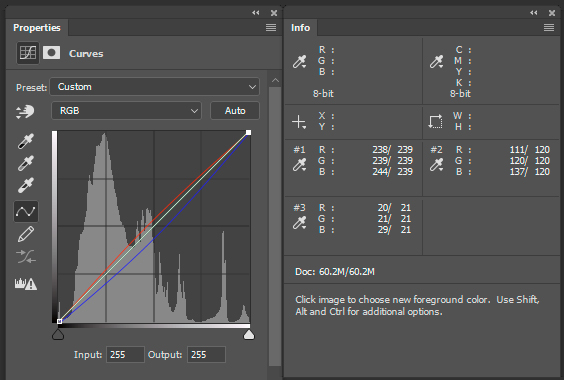 Properties
Curves
Preset: Custom
RGB Auto
Input: 255 Output: 255
Info
R :
G :
B :
8-bit
C :
M :
Y :
K :
8-bit
X :
Y :
W :
H :
#1 R : 238/ 239
G : 239/ 239
B : 244/ 239
#2 R : 111/ 120
G : 120/ 120
B : 137/ 120
#3 R : 20/ 21
G : 21/ 21
B : 29/ 21
Doc: 60.2M/60.2M
Click image to choose new foreground color. Use Shift,
Alt and Ctrl for additional options.